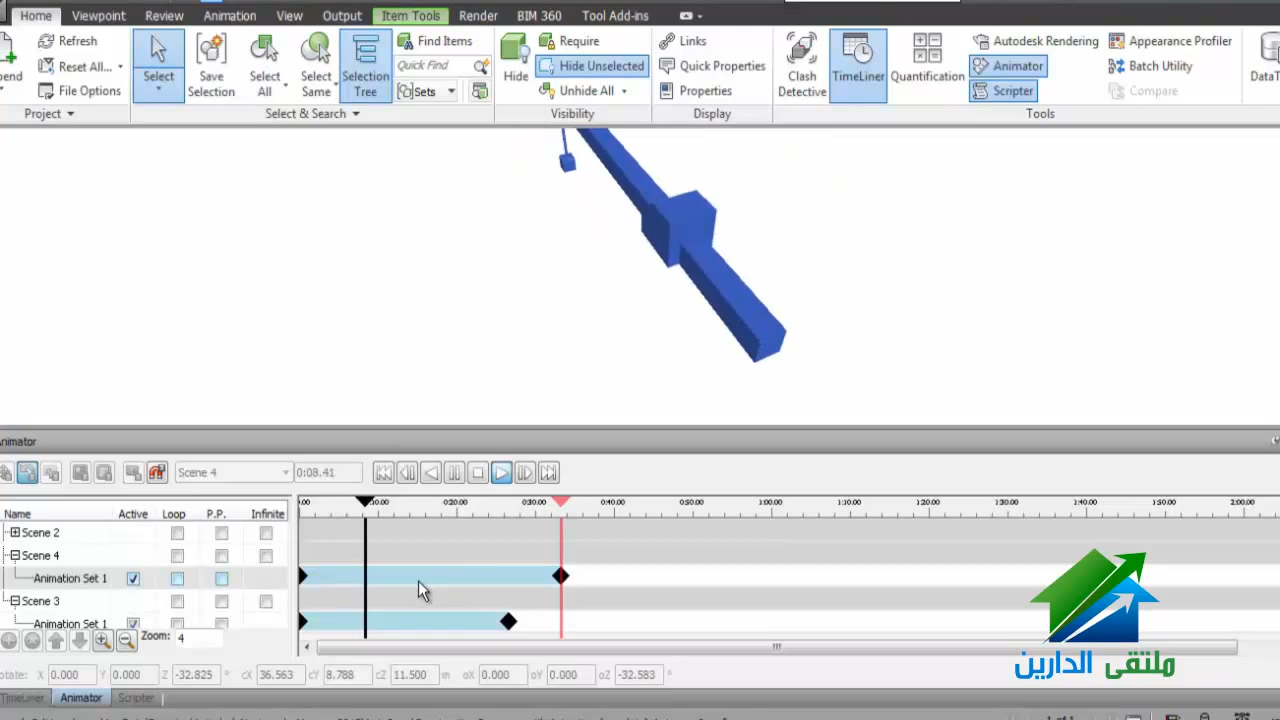 Home Viewpoint Review Animation View Output Item Tools Render BIM 360 Tool Add-ins
Refresh
Reset All...
File Options
Project
Select
Save Selection
Select All
Select Same
Selection Tree
Find Items
Quick Find
Sets
Select & Search
Hide
Require
Hide Unselected
Unhide All
Visibility
Links
Quick Properties
Properties
Display
Clash Detective
TimeLiner
Quantification
Autodesk Rendering
Animator
Scripter
Appearance Profiler
Batch Utility
Compare
Tools
Scene 4 0:08.41
0:20.00 0:30.00 0:40.00 0:50.00 1:00.00 1:10.00 1:20.00 1:30.00 1:40.00 1:50.00 2:00.00
Name Active Loop P.P. Infinite
Scene 2
Scene 4
Animation Set 1
Scene 3
Animation Set 1
Zoom: 4
X 0.000 Y 0.000 Z -32.825 ° cX 36.563 cY 8.788 cZ 11.500 m oX 0.000 oY 0.000 oZ -32.583 °
TimeLiner Animator Scripter
ملتقى الدارين